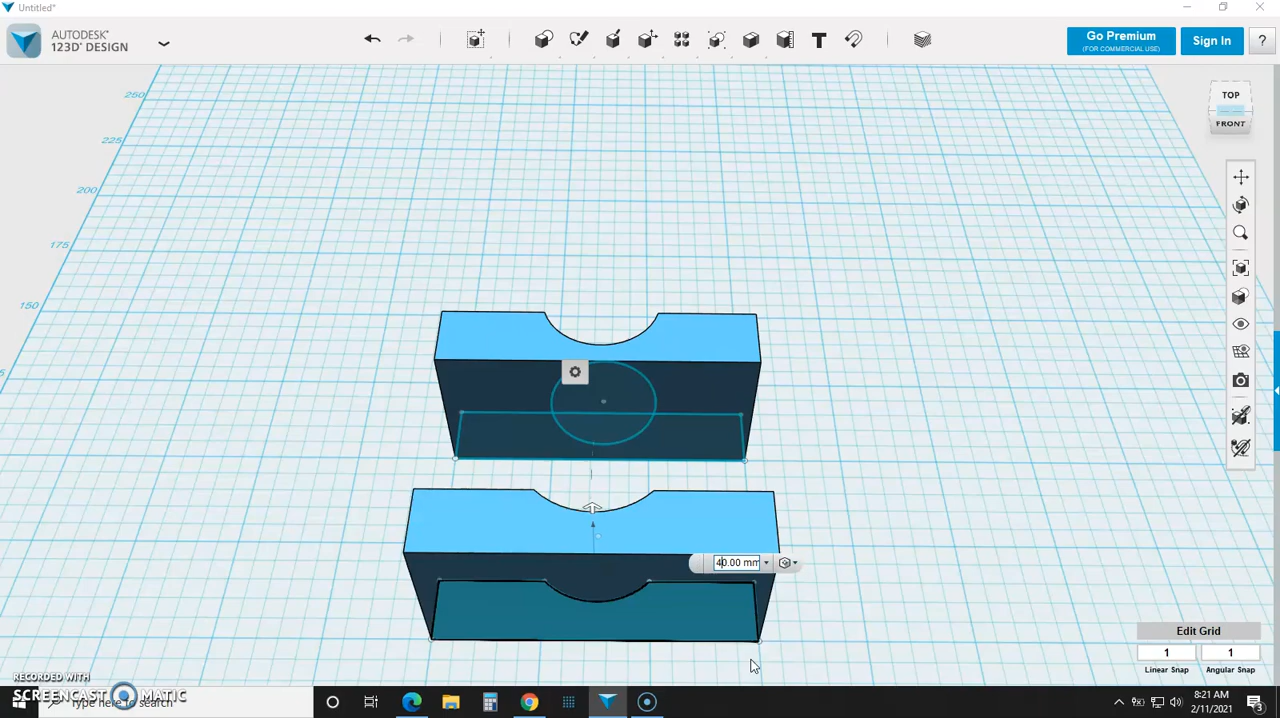 Untitled*
AUTODESK
123D® DESIGN
Go Premium
(FOR COMMERCIAL USE)
Sign In
?
TOP
FRONT
250
225
200
175
150
40.00 mm
Edit Grid
1
1
Linear Snap
Angular Snap
RECORDED WITH
SCREENCAST MATIC
Type here to search
8:21 AM
2/11/2021
3